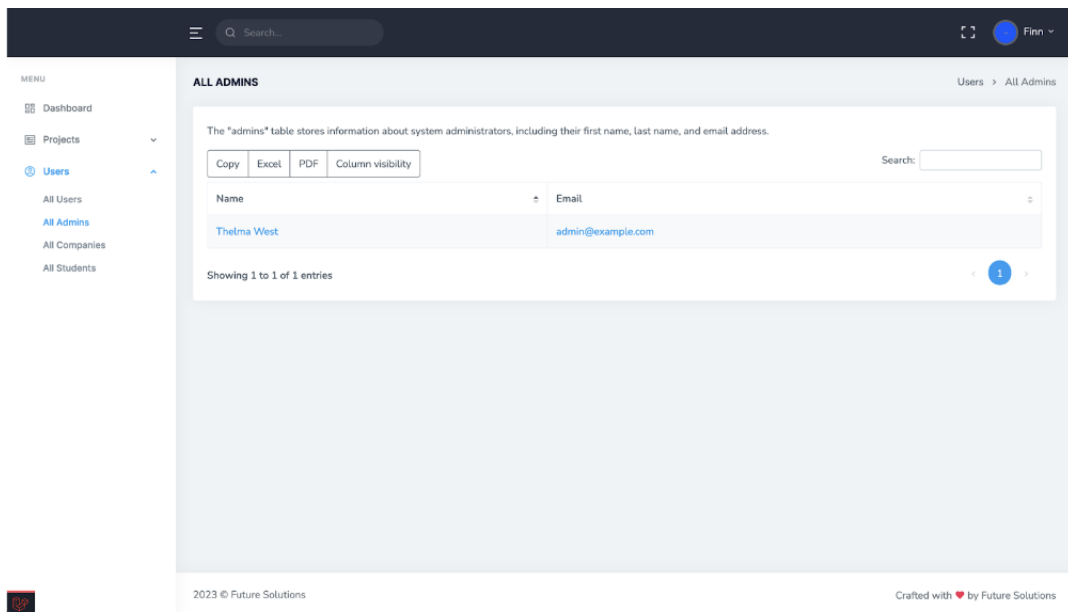 Search...
Finn
MENU
Dashboard
Projects
Users
All Users
All Admins
All Companies
All Students
ALL ADMINS
Users > All Admins
The "admins" table stores information about system administrators, including their first name, last name, and email address.
Copy Excel PDF Column visibility
Search:
Name Email
Thelma West admin@example.com
Showing 1 to 1 of 1 entries
‹ 1 ›
2023 © Future Solutions
Crafted with ❤ by Future Solutions